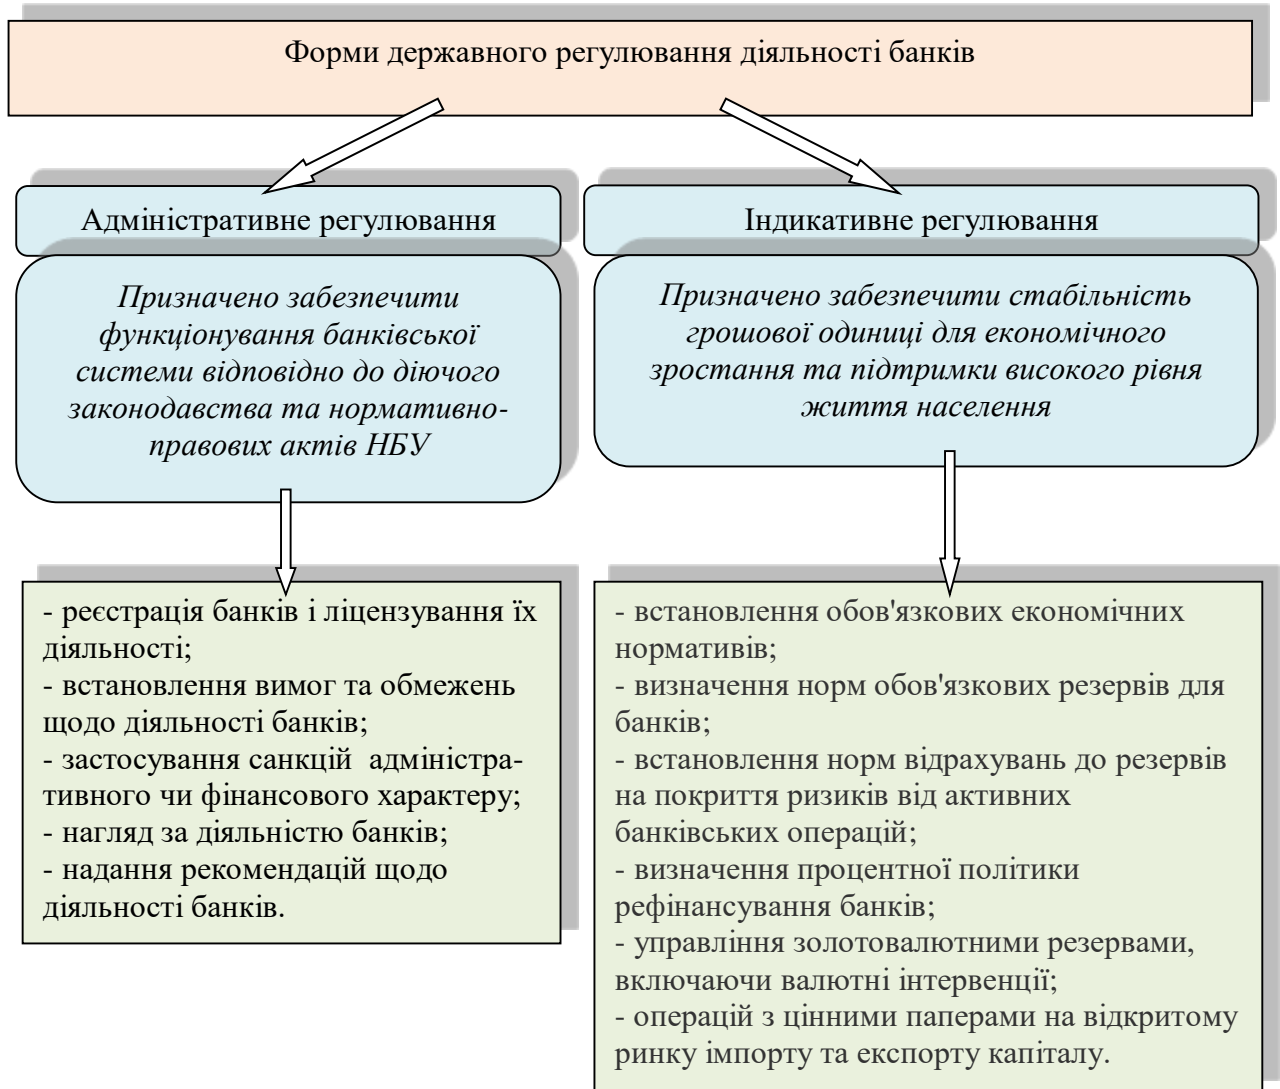 Форми державного регулювання діяльності банків
Адміністративне регулювання
Призначено забезпечити
функціонування банківської
системи відповідно до діючого
законодавства та нормативно-
правових актів НБУ
- реєстрація банків і ліцензування їх
діяльності;
- встановлення вимог та обмежень
щодо діяльності банків;
- застосування санкцій  адміністра-
тивного чи фінансового характеру;
- нагляд за діяльністю банків;
- надання рекомендацій щодо
діяльності банків.
Індикативне регулювання
Призначено забезпечити стабільність
грошової одиниці для економічного
зростання та підтримки високого рівня
життя населення
- встановлення обов'язкових економічних
нормативів;
- визначення норм обов'язкових резервів для
банків;
- встановлення норм відрахувань до резервів
на покриття ризиків від активних
банківських операцій;
- визначення процентної політики
рефінансування банків;
- управління золотовалютними резервами,
включаючи валютні інтервенції;
- операцій з цінними паперами на відкритому
ринку імпорту та експорту капіталу.